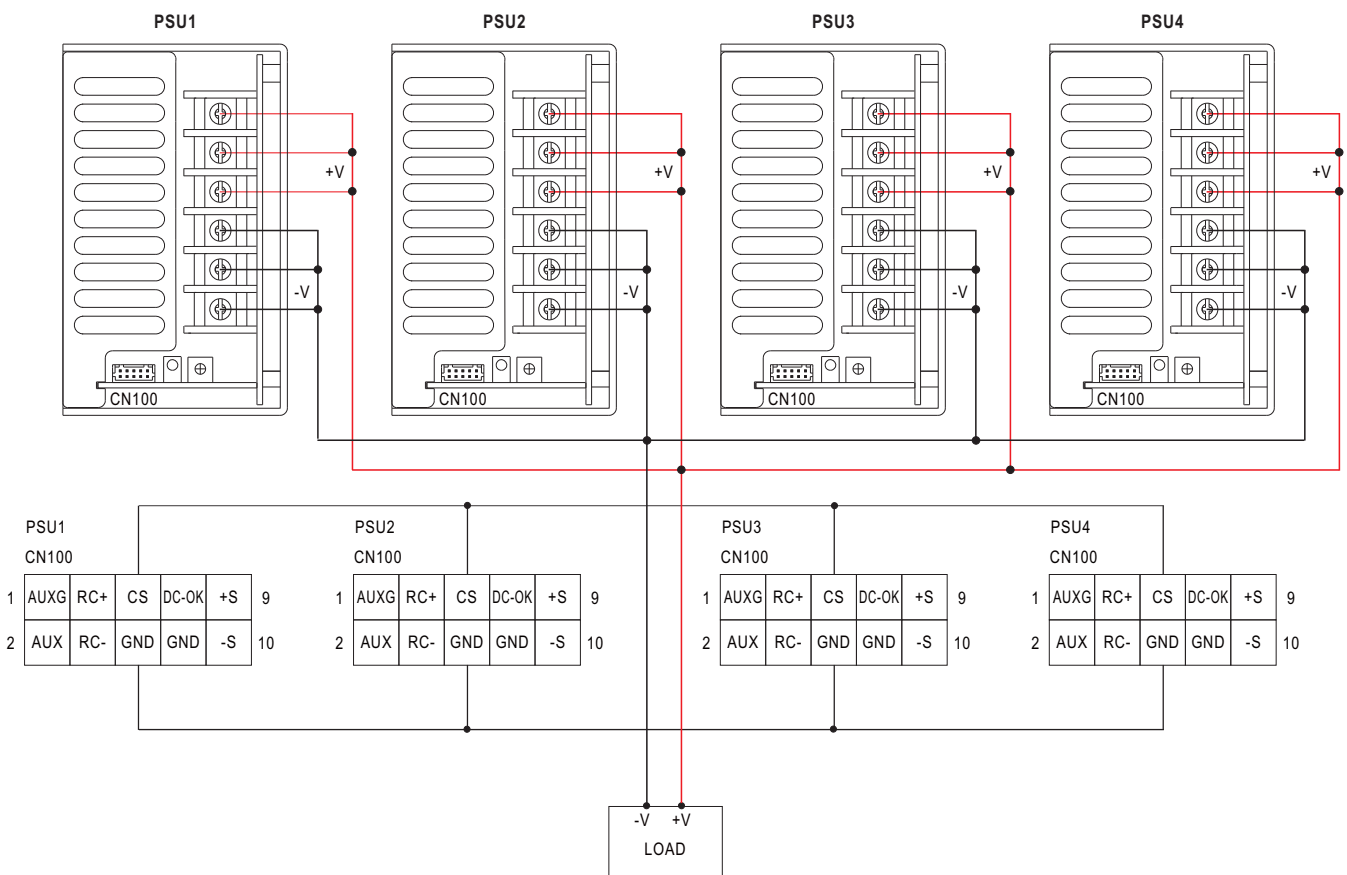 PSU1 PSU2 PSU3 PSU4
+V +V +V +V
-V -V -V -V
CN100 CN100 CN100 CN100
PSU1 PSU2 PSU3 PSU4
CN100 CN100 CN100 CN100
1 AUXG RC+ CS DC-OK +S 9 1 AUXG RC+ CS DC-OK +S 9 1 AUXG RC+ CS DC-OK +S 9 1 AUXG RC+ CS DC-OK +S 9
2 AUX RC- GND GND -S 10 2 AUX RC- GND GND -S 10 2 AUX RC- GND GND -S 10 2 AUX RC- GND GND -S 10
-V +V
LOAD